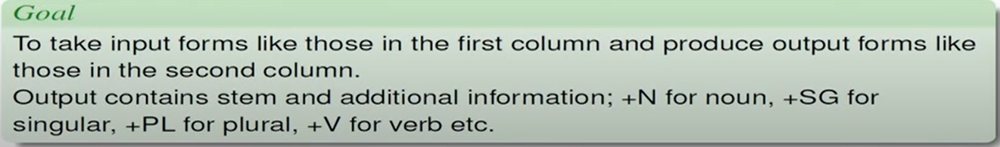 Goal
To take input forms like those in the first column and produce output forms like
those in the second column.
Output contains stem and additional information; +N for noun, +SG for
singular, +PL for plural, +V for verb etc.